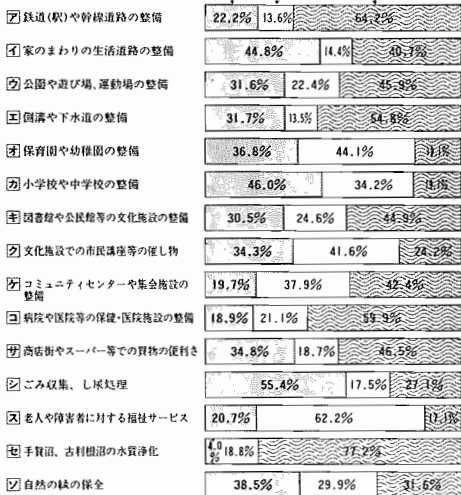 ア 鉄道(駅)や幹線道路の整備 22.2% 13.6% 64.2%
イ 家のまわりの生活道路の整備 44.8% 14.4% 40.7%
ウ 公園や遊び場、運動場の整備 31.6% 22.4% 45.9%
エ 側溝や下水道の整備 31.7% 13.5% 54.8%
オ 保育園や幼稚園の整備 36.8% 44.1% 19.1%
カ 小学校や中学校の整備 46.0% 34.2%
キ 図書館や公民館等の文化施設の整備 30.5% 24.6% 44.9%
ク 文化施設での市民講座等の催し物 34.3% 41.6% 24.2%
ケ コミュニティセンターや集会施設の 19.7% 37.9% 42.4%
整備
コ 病院や医院等の保健・医院施設の整備 18.9% 21.1% 59.9%
サ 商店街やスーパー等での買物の便利さ 34.8% 18.7% 46.5%
シ ごみ収集、し尿処理 55.4% 17.5% 27.1%
ス 老人や障害者に対する福祉サービス 20.7% 62.2% 17.1%
セ 手賀沼、古利根沼の水質浄化 4.0% 18.8% 77.2%
ソ 自然の緑の保全 38.5% 29.9% 31.6%